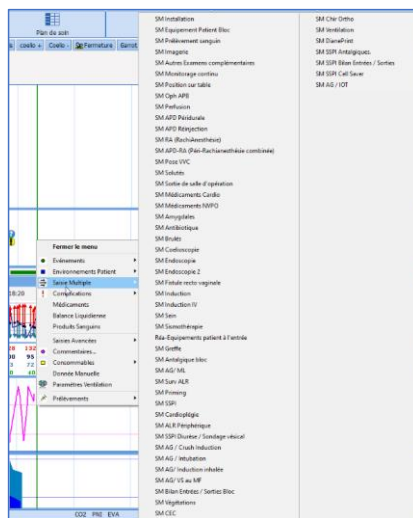 Plan de soin
coelo +
Coelo -
Fermeture
Garrot
18:20
132
95
72
Fermer le menu
Evénements
Environnements Patient
Saisie Multiple
Complications
Médicaments
Balance Liquidienne
Produits Sanguins
Saisies Avancées
Commentaires...
Consommables
Donnée Manuelle
Paramètres Ventilation
Prélèvements
CO2 PNI EVA
SM Installation
SM Equipement Patient Bloc
SM Prélèvement sanguin
SM Imagerie
SM Autres Examens complémentaires
SM Monitorage continu
SM Position sur table
SM Oph APB
SM Perfusion
SM APD Péridurale
SM APD Réinjection
SM RA (RachiAnesthésie)
SM APD-RA (Péri-Rachianesthésie combinée)
SM Pose VVC
SM Solutés
SM Sortie de salle d'opération
SM Médicaments Cardio
SM Médicaments NVPO
SM Amygdales
SM Antibiotique
SM Brulés
SM Coelioscopie
SM Endoscopie
SM Endoscopie 2
SM Fistule recto vaginale
SM Induction
SM Induction IV
SM Sein
SM Sismothérapie
Réa-Equipements patient à l'entrée
SM Greffe
SM Antalgique bloc
SM AG/ ML
SM Surv ALR
SM Priming
SM SSPI
SM Cardioplégie
SM ALR Périphérique
SM SSPI Diurèse / Sondage vésical
SM AG / Crush Induction
SM AG / Intubation
SM AG/ Induction inhalée
SM AG/ VS au MF
SM Bilan Entrées / Sorties Bloc
SM Végétations
SM CEC
SM Chir Ortho
SM Ventilation
SM DianePrint
SM SSPI Antalgiques
SM SSPI Bilan Entrées / Sorties
SM SSPI Cell Saver
SM AG / IOT